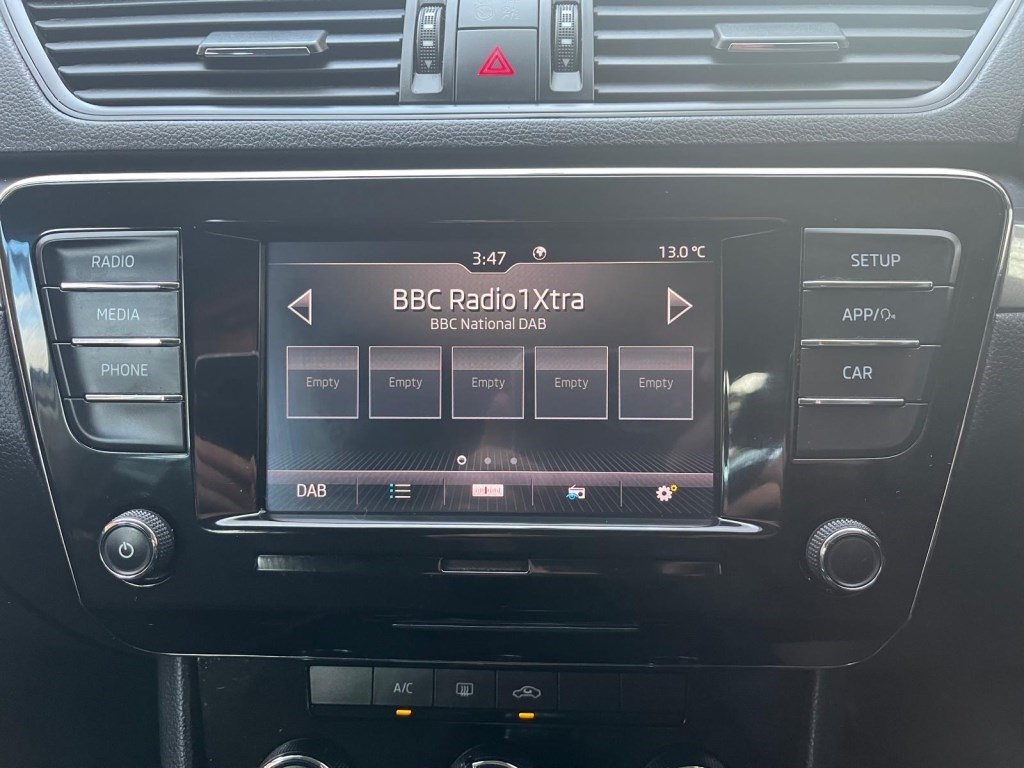 3:47
13.0 °C
RADIO
SETUP
BBC Radio1Xtra
BBC National DAB
MEDIA
APP/
PHONE
CAR
Empty Empty Empty Empty Empty
DAB
A/C